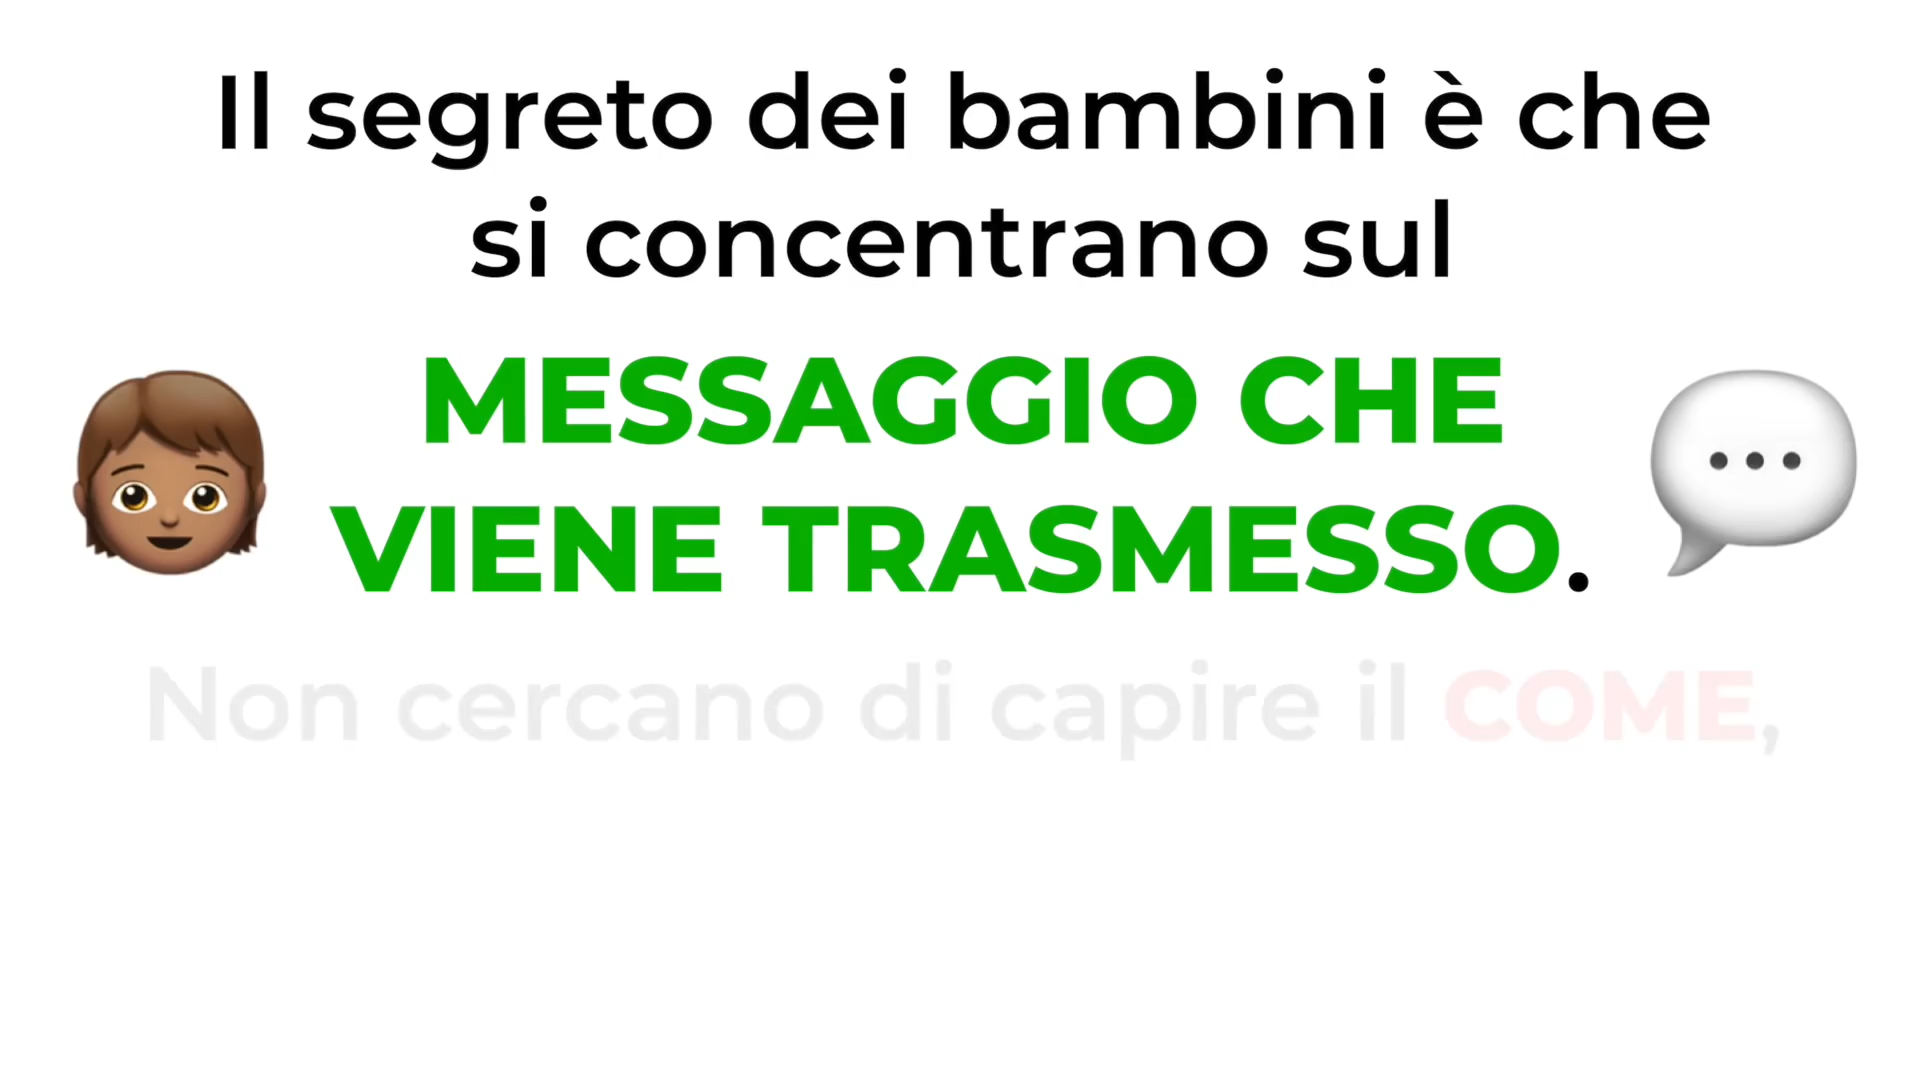 Il segreto dei bambini è che
si concentrano sul
MESSAGGIO CHE
VIENE TRASMESSO.
Non cercano di capire il COME,